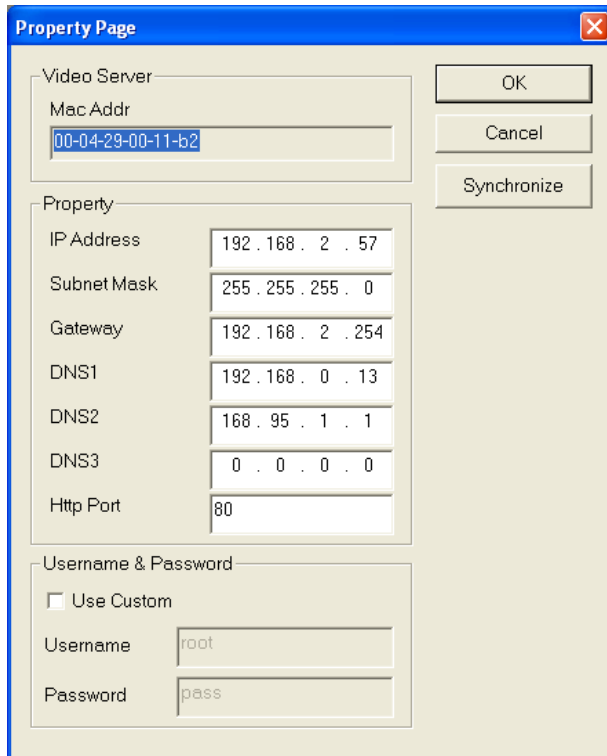 Property Page
Video Server
Mac Addr
00-04-29-00-11-b2
OK
Cancel
Synchronize
Property
IP Address 192 . 168 . 2 . 57
Subnet Mask 255 . 255 . 255 . 0
Gateway 192 . 168 . 2 . 254
DNS1 192 . 168 . 0 . 13
DNS2 168 . 95 . 1 . 1
DNS3 0 . 0 . 0 . 0
Http Port 80
Username & Password
Use Custom
Username root
Password pass